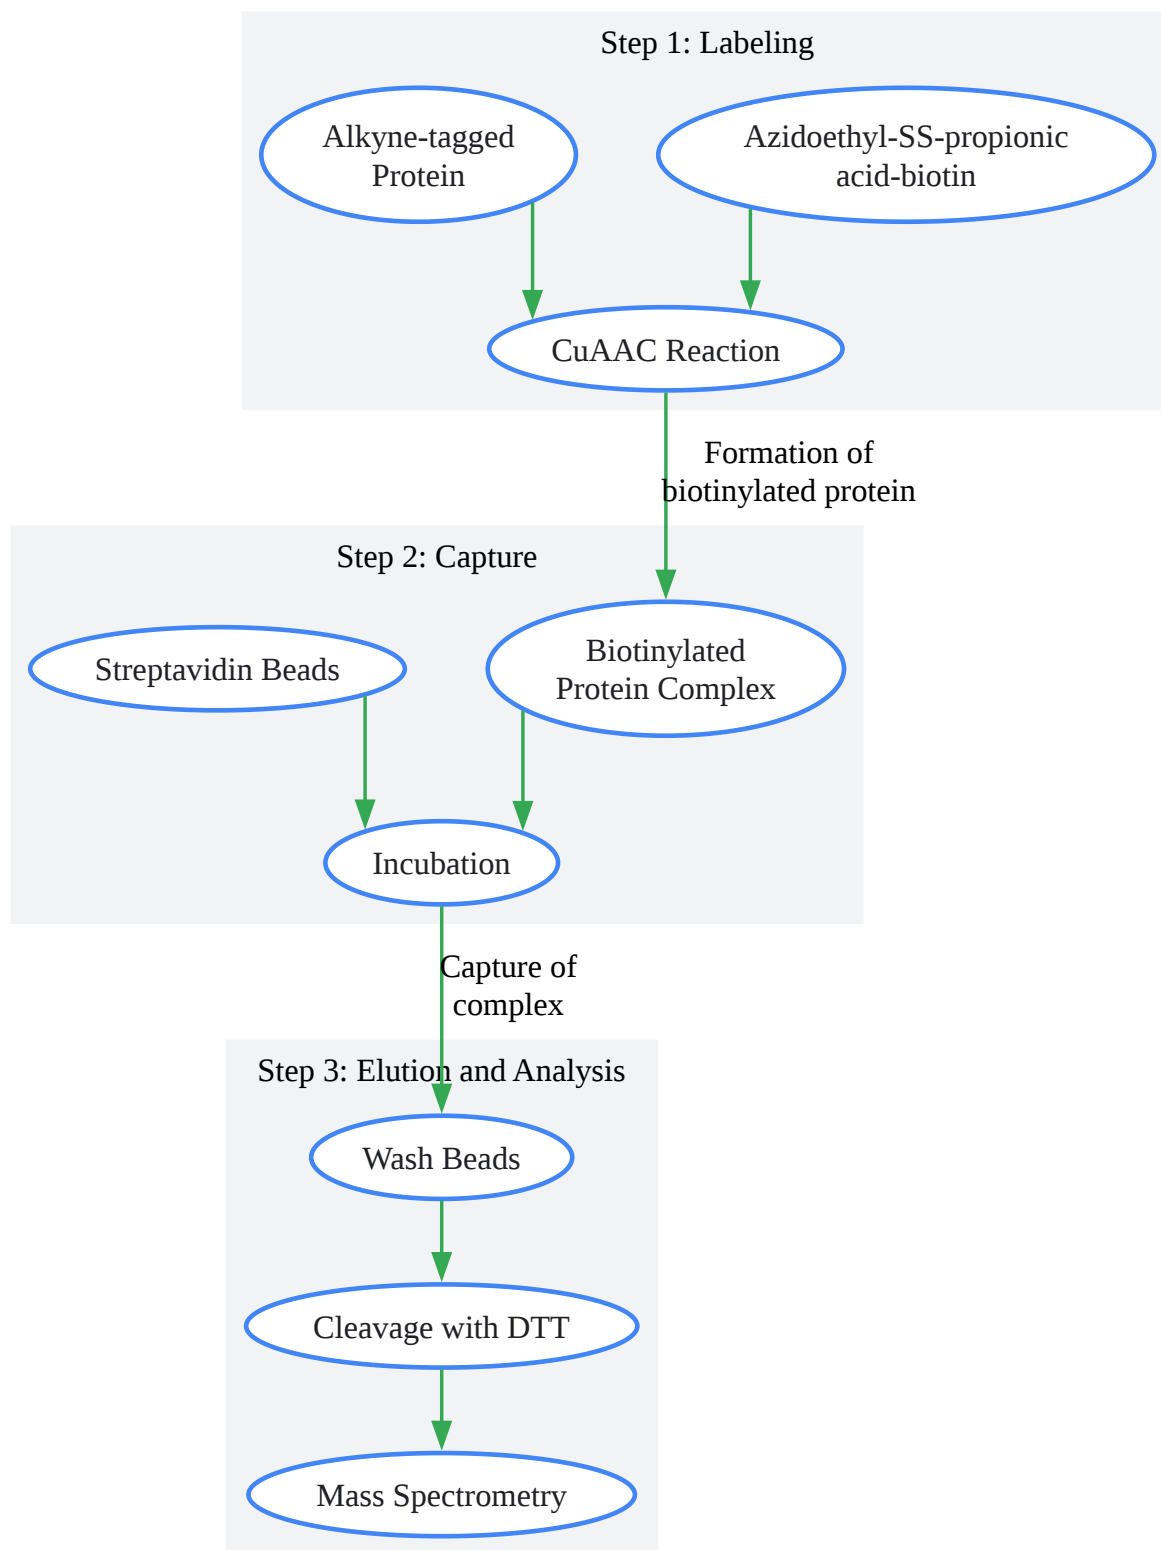 Step 1: Labeling
Alkyne-tagged
Protein
Azidoethyl-SS-propionic
acid-biotin
CuAAC Reaction
Formation of
biotinylated protein
Step 2: Capture
Streptavidin Beads
Biotinylated
Protein Complex
Incubation
Capture of
complex
Step 3: Elution and Analysis
Wash Beads
Cleavage with DTT
Mass Spectrometry